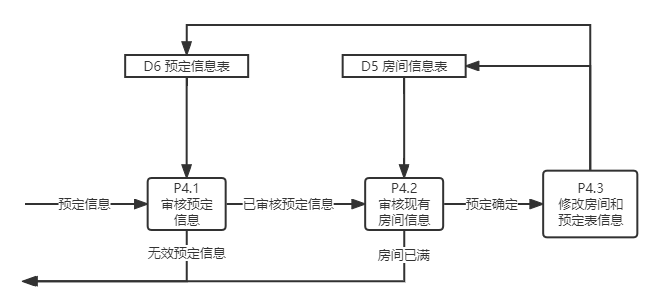 D6 预定信息表
D5 房间信息表
P4.1
审核预定
信息
P4.2
审核现有
房间信息
P4.3
修改房间和
预定表信息
预定信息
已审核预定信息
预定确定
无效预定信息
房间已满